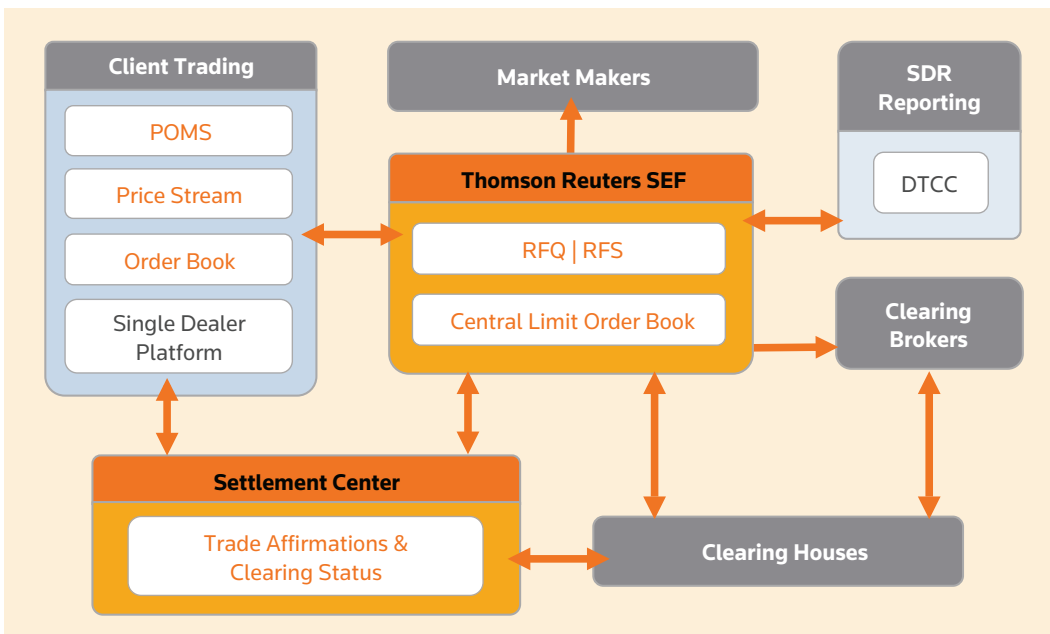 Client Trading
POMS
Price Stream
Order Book
Single Dealer
Platform
Market Makers
Thomson Reuters SEF
RFQ | RFS
Central Limit Order Book
SDR
Reporting
DTCC
Clearing
Brokers
Settlement Center
Trade Affirmations &
Clearing Status
Clearing Houses